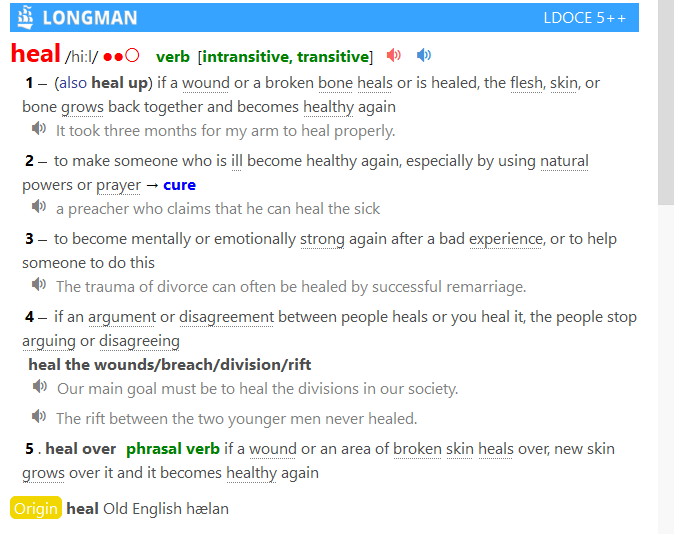 LONGMAN LDOCE 5++
heal /hiːl/ ●●○ verb [intransitive, transitive]
1 – (also heal up) if a wound or a broken bone heals or is healed, the flesh, skin, or
bone grows back together and becomes healthy again
It took three months for my arm to heal properly.
2 – to make someone who is ill become healthy again, especially by using natural
powers or prayer → cure
a preacher who claims that he can heal the sick
3 – to become mentally or emotionally strong again after a bad experience, or to help
someone to do this
The trauma of divorce can often be healed by successful remarriage.
4 – if an argument or disagreement between people heals or you heal it, the people stop
arguing or disagreeing
heal the wounds/breach/division/rift
Our main goal must be to heal the divisions in our society.
The rift between the two younger men never healed.
5 . heal over phrasal verb if a wound or an area of broken skin heals over, new skin
grows over it and it becomes healthy again
Origin heal Old English hælan